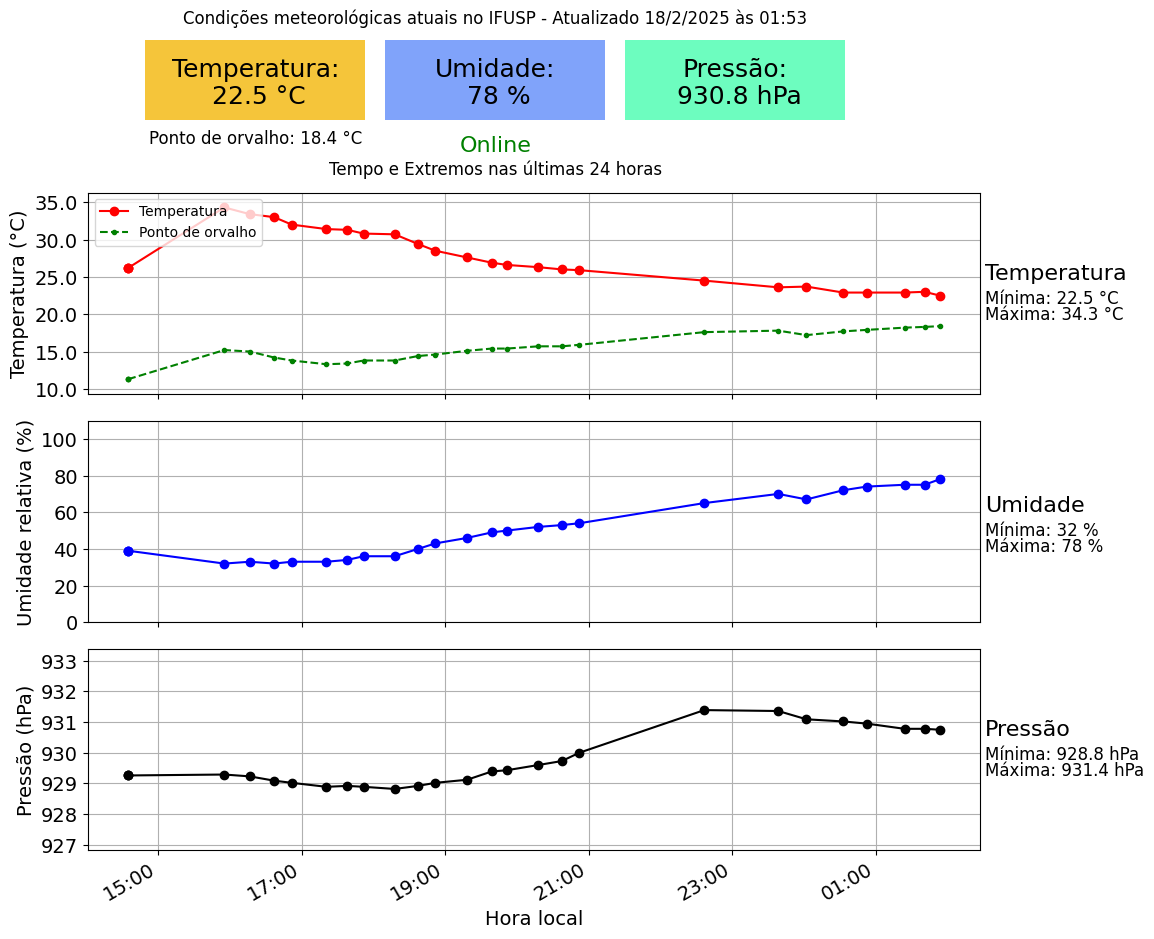 Condições meteorológicas atuais no IFUSP - Atualizado 18/2/2025 às 01:53
Temperatura:
22.5 °C
Umidade:
78 %
Pressão:
930.8 hPa
Ponto de orvalho: 18.4 °C
Online
Tempo e Extremos nas últimas 24 horas
Temperatura (°C)
35.0
30.0
25.0
20.0
15.0
10.0
Temperatura
Ponto de orvalho
Temperatura
Mínima: 22.5 °C
Máxima: 34.3 °C
Umidade relativa (%)
100
80
60
40
20
0
Umidade
Mínima: 32 %
Máxima: 78 %
Pressão (hPa)
933
932
931
930
929
928
927
Pressão
Mínima: 928.8 hPa
Máxima: 931.4 hPa
15:00 17:00 19:00 21:00 23:00 01:00
Hora local